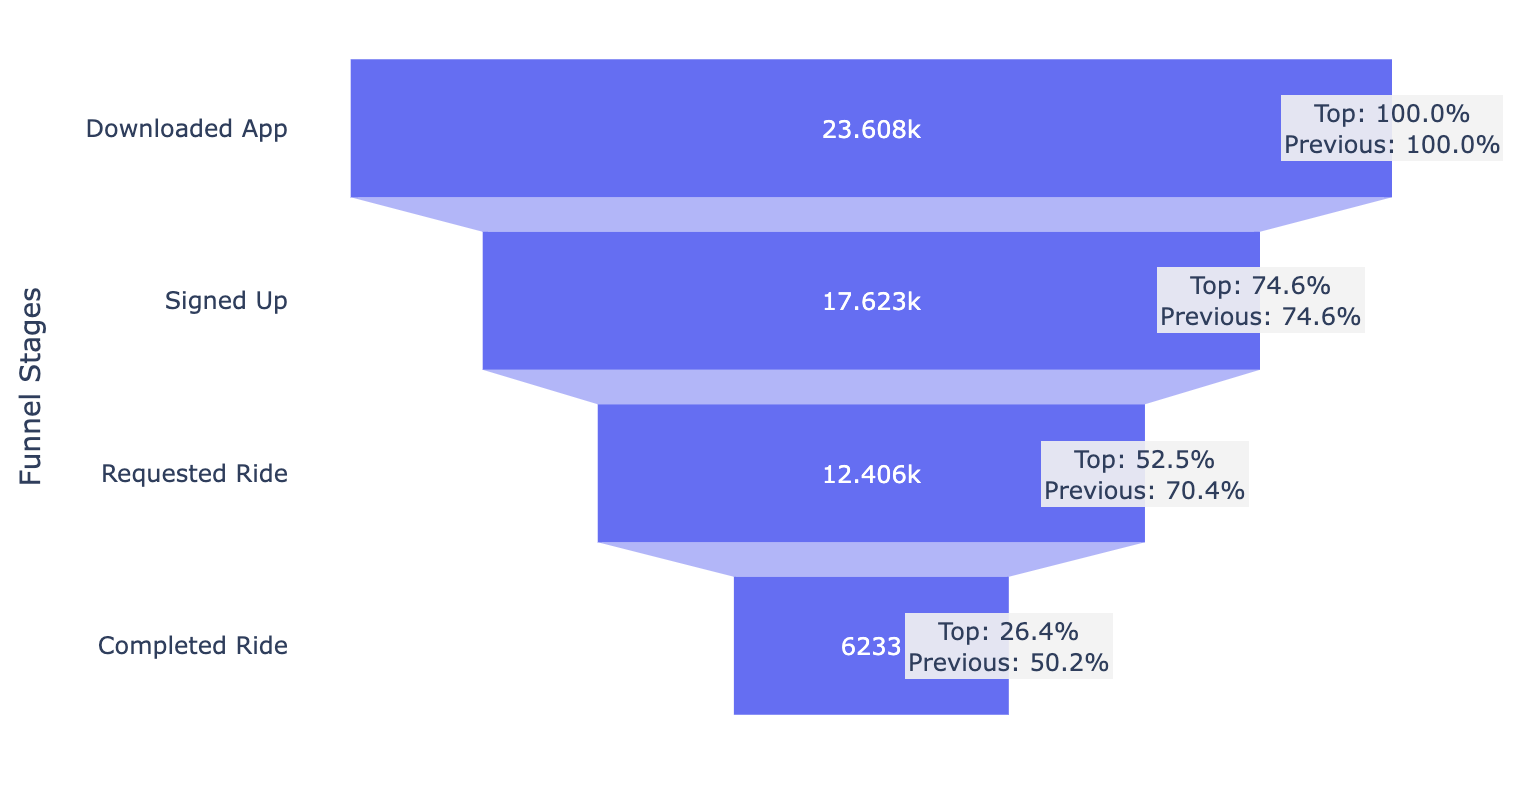 Funnel Stages
Downloaded App
23.608k
Top: 100.0%
Previous: 100.0%
Signed Up
17.623k
Top: 74.6%
Previous: 74.6%
Requested Ride
12.406k
Top: 52.5%
Previous: 70.4%
Completed Ride
6233
Top: 26.4%
Previous: 50.2%